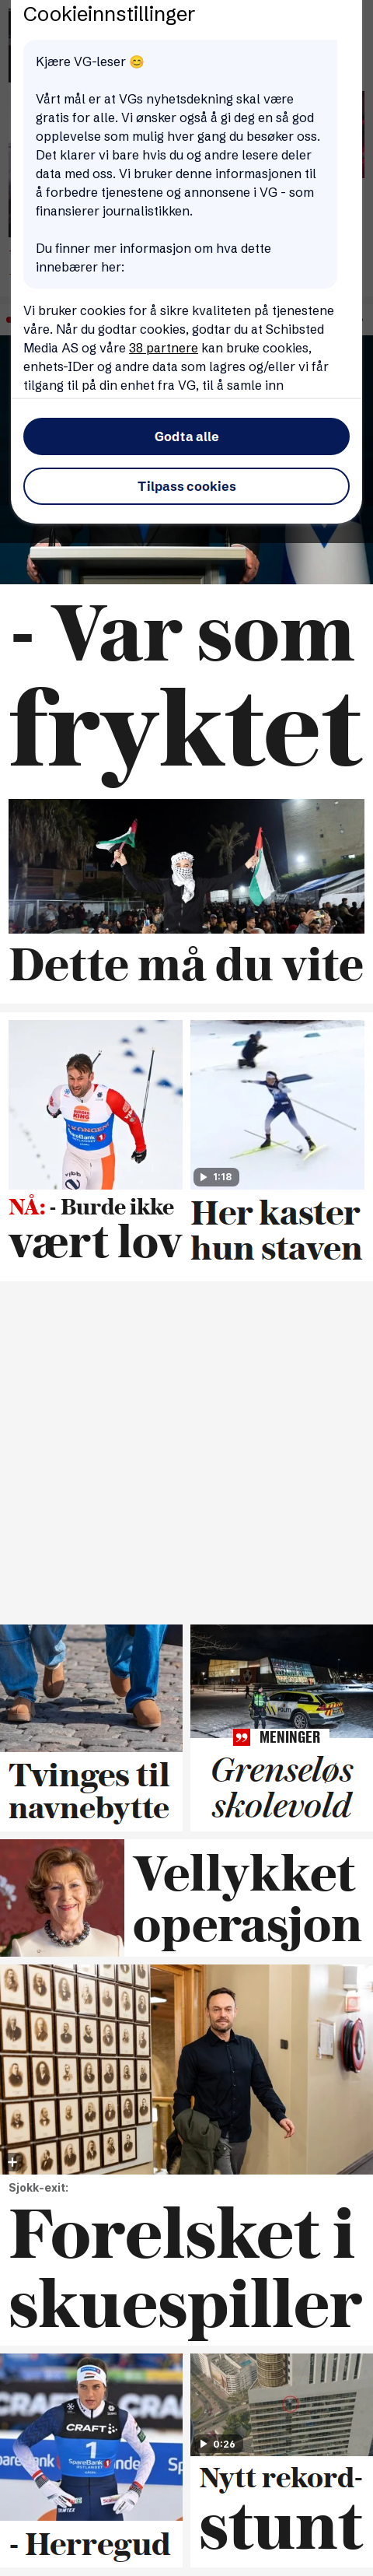 Cookieinnstillinger
Kjære VG-leser 😊
Vårt mål er at VGs nyhetsdekning skal være
gratis for alle. Vi ønsker også å gi deg en så god
opplevelse som mulig hver gang du besøker oss.
Det klarer vi bare hvis du og andre lesere deler
data med oss. Vi bruker denne informasjonen til
å forbedre tjenestene og annonsene i VG - som
finansierer journalistikken.
Du finner mer informasjon om hva dette
innebærer her:
Vi bruker cookies for å sikre kvaliteten på tjenestene
våre. Når du godtar cookies, godtar du at Schibsted
Media AS og våre 38 partnere kan bruke cookies,
enhets-IDer og andre data som lagres og/eller vi får
tilgang til på din enhet fra VG, til å samle inn
Godta alle
Tilpass cookies
- Var som
fryktet
Dette må du vite
1:18
NÅ: - Burde ikke
vært lov
Her kaster
hun staven
Tvinges til
navnebytte
POLITI
MENINGER
Grenseløs
skolevold
Vellykket
operasjon
Sjokk-exit:
Forelsket i
skuespiller
CRAFT
1
SpareBank
- Herregud
0:26
Nytt rekord-
stunt